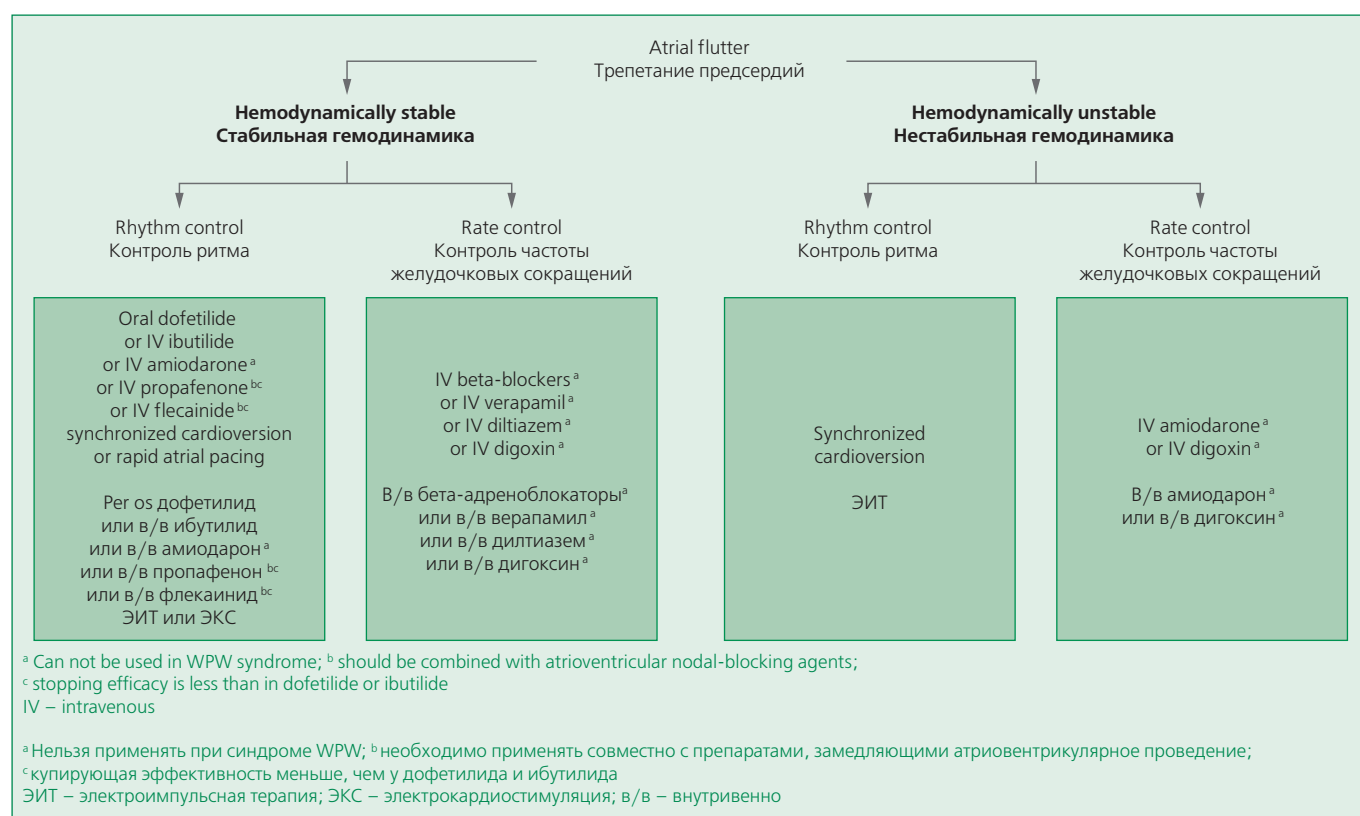 Atrial flutter
Трепетание предсердий
Hemodynamically stable
Стабильная гемодинамика
Hemodynamically unstable
Нестабильная гемодинамика
Rhythm control
Контроль ритма
Rate control
Контроль частоты
желудочковых сокращений
Rhythm control
Контроль ритма
Rate control
Контроль частоты
желудочковых сокращений
Oral dofetilide
or IV ibutilide
or IV amiodarone a
or IV propafenone bc
or IV flecainide bc
synchronized cardioversion
or rapid atrial pacing
Per os дофетилид
или в/в ибутилид
или в/в амиодарон a
или в/в пропафенон bc
или в/в флекаинид bc
ЭИТ или ЭКС
IV beta-blockers a
or IV verapamil a
or IV diltiazem a
or IV digoxin a
В/в бета-адреноблокаторы a
или в/в верапамил a
или в/в дилтиазем a
или в/в дигоксин a
Synchronized
cardioversion
ЭИТ
IV amiodarone a
or IV digoxin a
В/в амиодарон a
или в/в дигоксин a
a Can not be used in WPW syndrome; b should be combined with atrioventricular nodal-blocking agents;
c stopping efficacy is less than in dofetilide or ibutilide
IV – intravenous
a Нельзя применять при синдроме WPW; b необходимо применять совместно с препаратами, замедляющими атриовентрикулярное проведение;
c купирующая эффективность меньше, чем у дофетилида и ибутилида
ЭИТ – электроимпульсная терапия; ЭКС – электрокардиостимуляция; в/в – внутривенно